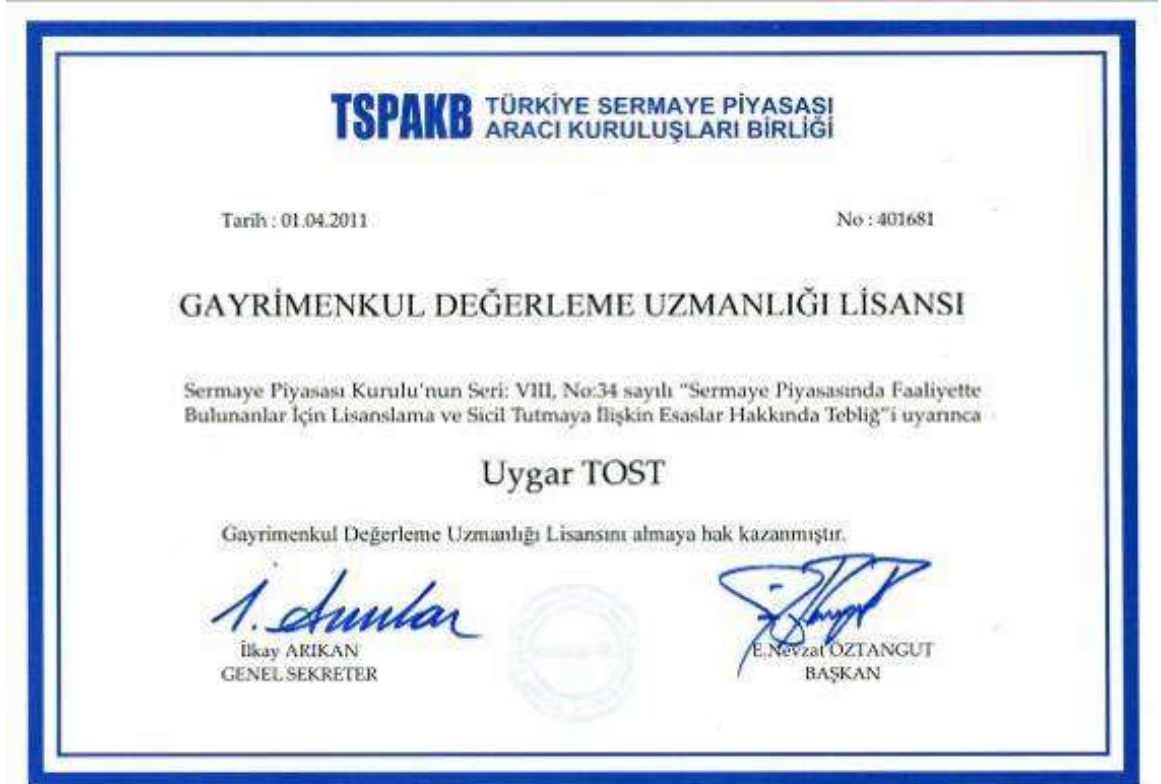 TSPAKB TÜRKİYE SERMAYE PİYASASI
ARACI KURULUŞLARI BİRLİĞİ
Tarih : 01.04.2011
No : 401681
GAYRİMENKUL DEĞERLEME UZMANLIĞI LİSANSI
Sermaye Piyasası Kurulu'nun Seri: VIII, No:34 sayılı "Sermaye Piyasasında Faaliyette
Bulunanlar İçin Lisanslama ve Sicil Tutmaya İlişkin Esaslar Hakkında Tebliğ"i uyarınca
Uygar TOST
Gayrimenkul Değerleme Uzmanlığı Lisansını almaya hak kazanmıştır.
İlkay ARIKAN
GENEL SEKRETER
E.Nevzat ÖZTANGUT
BAŞKAN